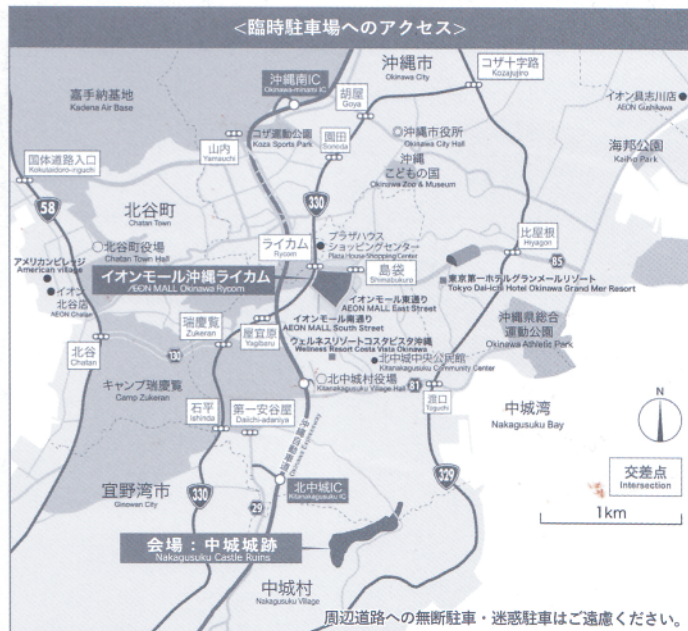 <臨時駐車場へのアクセス>
沖縄南IC
Okinawa-minami IC
沖縄市
Okinawa City
コザ十字路
Kozajujiro
嘉手納基地
Kadena Air Base
胡屋
Goya
イオン具志川店
AEON Gushikawa
山内
Yamauchi
コザ運動公園
Koza Sports Park
園田
Sonoda
沖縄市役所
Okinawa City Hall
海邦公園
Kaiho Park
国体道路入口
Kokutaidoro-iriguchi
沖縄
こどもの国
Okinawa Zoo & Museum
58
330
北谷町
Chatan Town
北谷町役場
Chatan Town Hall
ライカム
Rycom
プラザハウス
ショッピングセンター
Plaza House Shopping Center
比屋根
Hiyagon
85
アメリカンビレッジ
American village
イオンモール沖縄ライカム
AEON MALL Okinawa Rycom
島袋
Shimabukuro
東京第一ホテルグランメールリゾート
Tokyo Dai-ichi Hotel Okinawa Grand Mer Resort
イオン
北谷店
AEON Chatan
イオンモール東通り
AEON MALL East Street
瑞慶覧
Zukeran
屋宜原
Yagibaru
イオンモール南通り
AEON MALL South Street
沖縄県総合
運動公園
Okinawa Athletic Park
北谷
Chatan
130
ウェルネスリゾートコスタビスタ沖縄
Wellness Resort Costa Vista Okinawa
北中城中央公民館
Kitanakagusuku Community Center
キャンプ瑞慶覧
Camp Zukeran
北中城村役場
Kitanakagusuku Village Hall
81
渡口
Toguchi
石平
Ishinda
第一安谷屋
Daiichi-adaniya
中城湾
Nakagusuku Bay
N
沖縄自動車道
Okinawa Expressway
交差点
Intersection
宜野湾市
Ginowan City
330
北中城IC
Kitanakagusuku IC
329
29
1km
会場：中城城跡
Nakagusuku Castle Ruins
中城村
Nakagusuku Village
周辺道路への無断駐車・迷惑駐車はご遠慮ください。